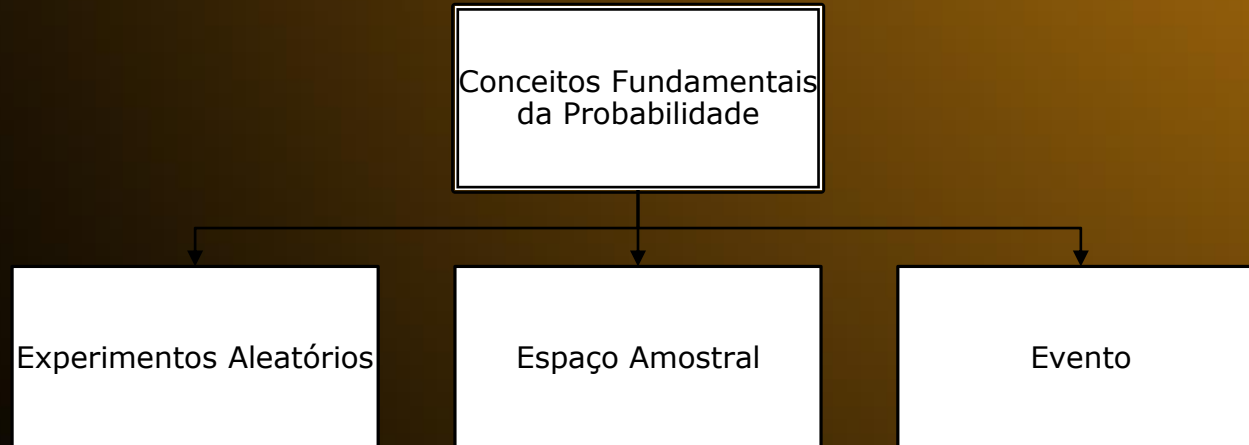 Conceitos Fundamentais
da Probabilidade
Experimentos Aleatórios
Espaço Amostral
Evento